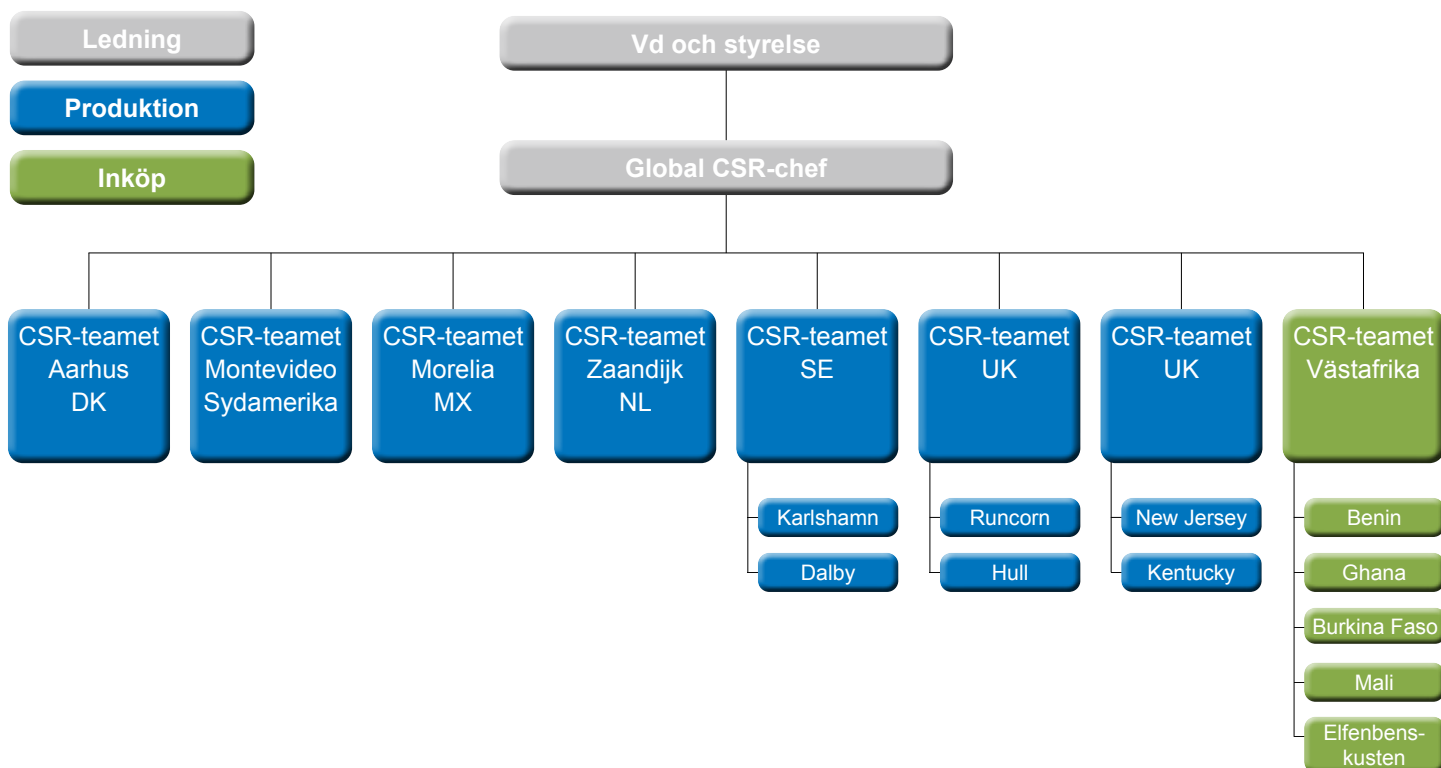 Ledning
Produktion
Inköp
Vd och styrelse
Global CSR-chef
CSR-teamet
Aarhus
DK
CSR-teamet
Montevideo
Sydamerika
CSR-teamet
Morelia
MX
CSR-teamet
Zaandijk
NL
CSR-teamet
SE
CSR-teamet
UK
CSR-teamet
UK
CSR-teamet
Västafrika
Karlshamn
Dalby
Runcorn
Hull
New Jersey
Kentucky
Benin
Ghana
Burkina Faso
Mali
Elfenbens-
kusten